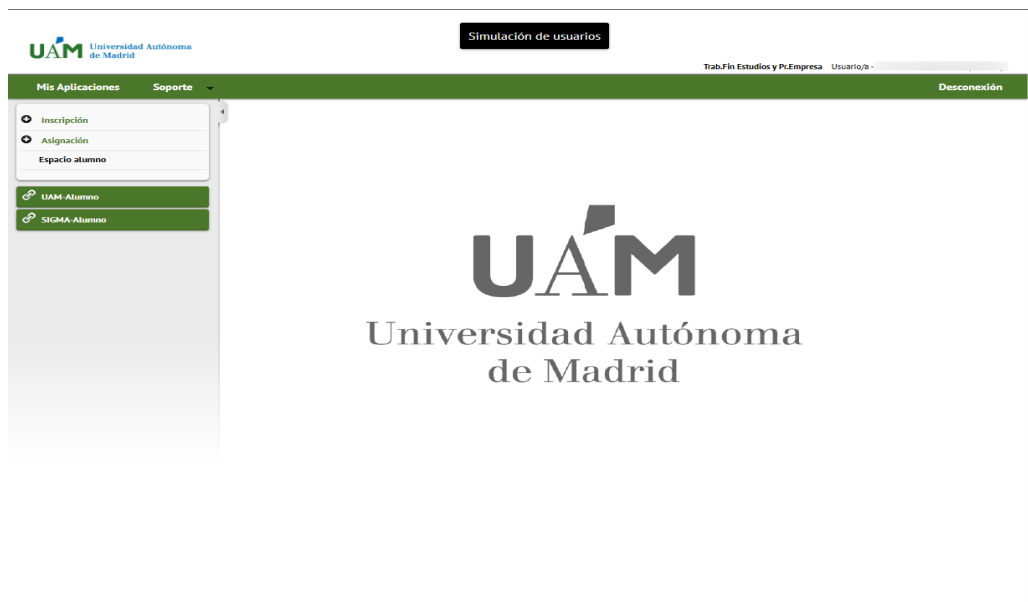 Simulación de usuarios
UAM Universidad Autónoma
de Madrid
Trab.Fin Estudios y Pr.Empresa Usuario/a -
Mis Aplicaciones Soporte Desconexión
Inscripción
Asignación
Espacio alumno
UAM-Alumno
SIGMA-Alumno
UÁM
Universidad Autónoma
de Madrid